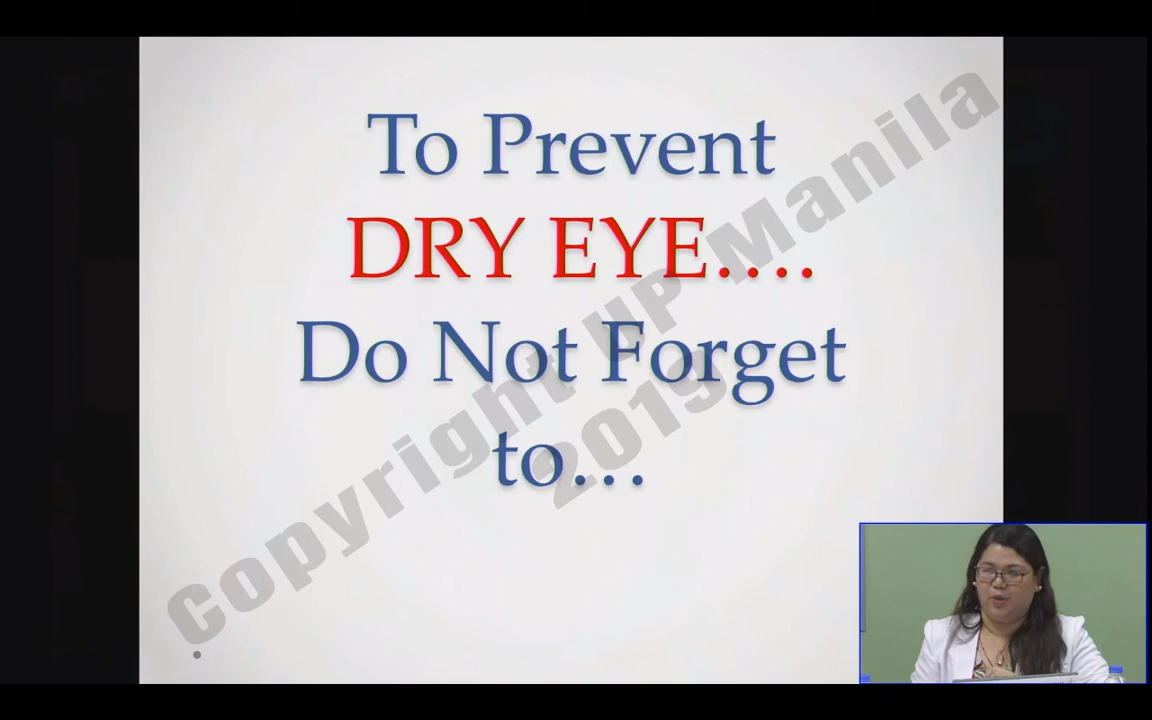 To Prevent
DRY EYE....
Do Not Forget
to...
Copyright UP Manila
2019